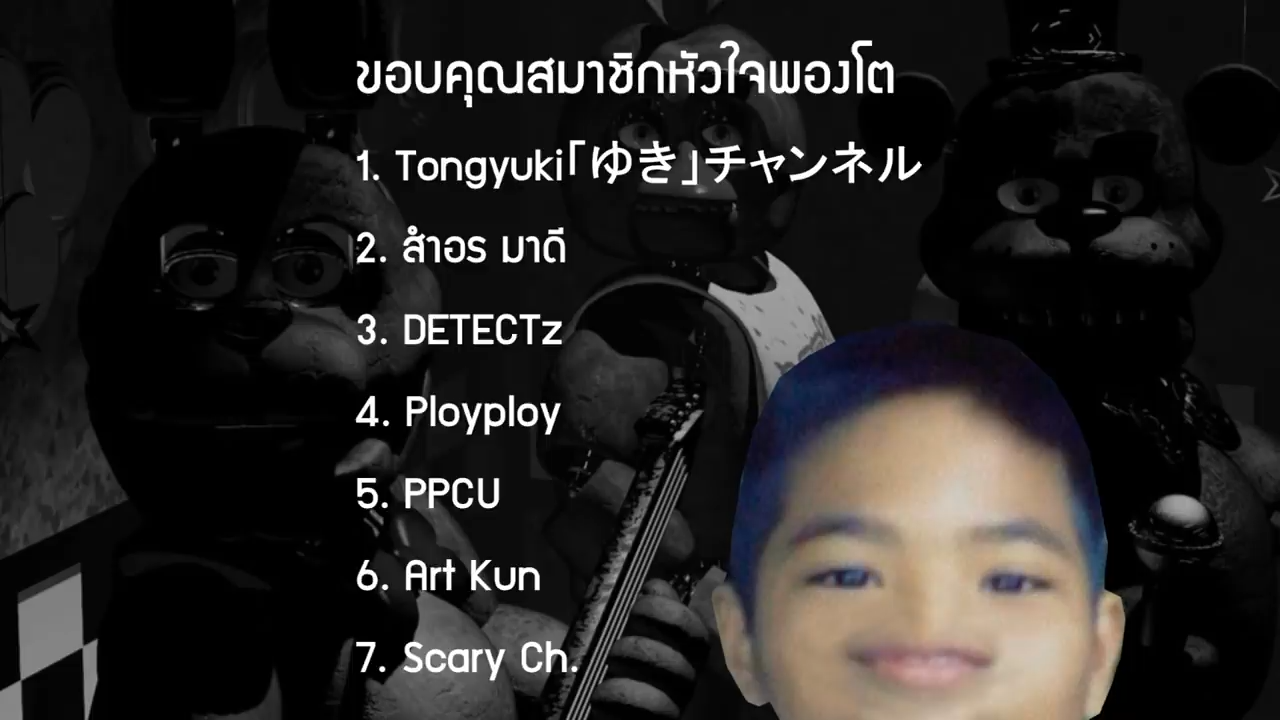 ขอบคุณสมาชิกหัวใจพองโต
1. Tongyuki「ゆき」チャンネル
2. สำอร มาดี
3. DETECTz
4. Ployploy
5. PPCU
6. Art Kun
7. Scary Ch.